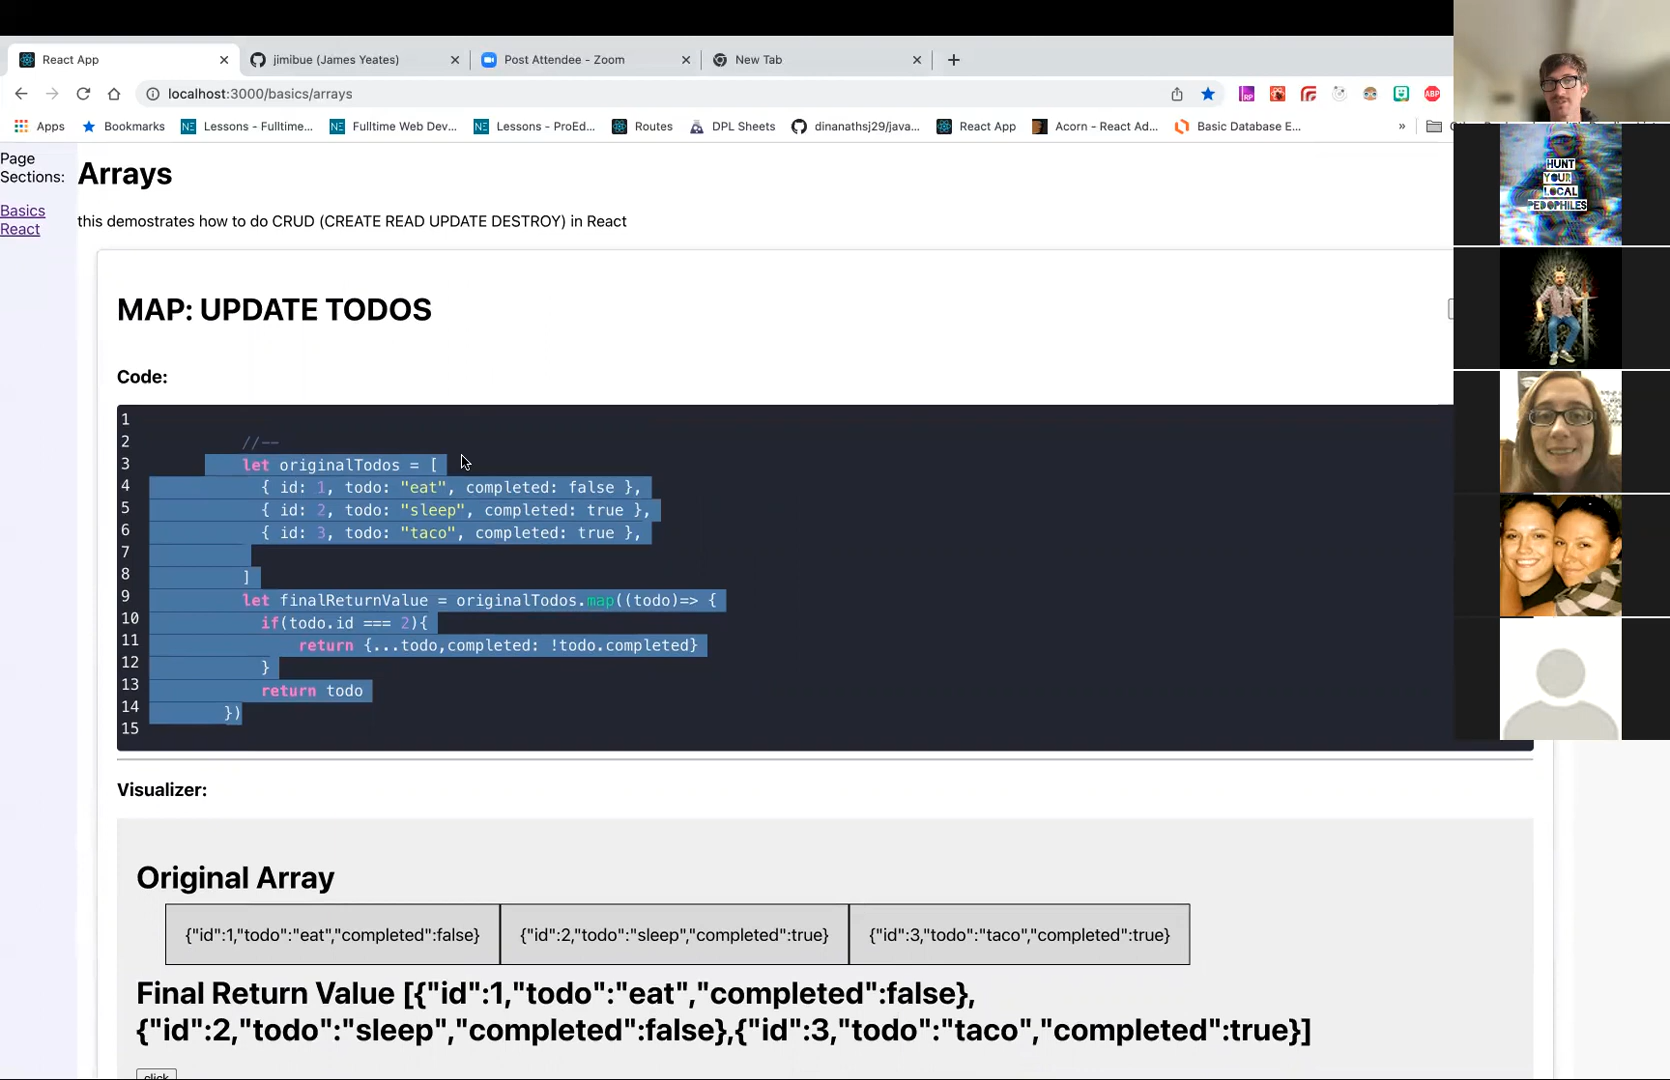 React App
jimibue (James Yeates)
Post Attendee - Zoom
New Tab
localhost:3000/basics/arrays
Apps
Bookmarks
Lessons - Fulltime...
Fulltime Web Dev...
Lessons - ProEd...
Routes
DPL Sheets
dinanathsj29/java...
React App
Acorn - React Ad...
Basic Database E...
»
ABP
Page
Sections:
Basics
React
Arrays
this demostrates how to do CRUD (CREATE READ UPDATE DESTROY) in React
MAP: UPDATE TODOS
Code:
1
2 //--
3 let originalTodos = [
4 { id: 1, todo: "eat", completed: false },
5 { id: 2, todo: "sleep", completed: true },
6 { id: 3, todo: "taco", completed: true },
7
8 ]
9 let finalReturnValue = originalTodos.map((todo)=> {
10 if(todo.id === 2){
11 return {...todo,completed: !todo.completed}
12 }
13 return todo
14 })
15
Visualizer:
Original Array
{"id":1,"todo":"eat","completed":false}
{"id":2,"todo":"sleep","completed":true}
{"id":3,"todo":"taco","completed":true}
Final Return Value [{"id":1,"todo":"eat","completed":false},
{"id":2,"todo":"sleep","completed":false},{"id":3,"todo":"taco","completed":true}]
click
HUNT
YOUR
LOCAL
PEDOPHILES